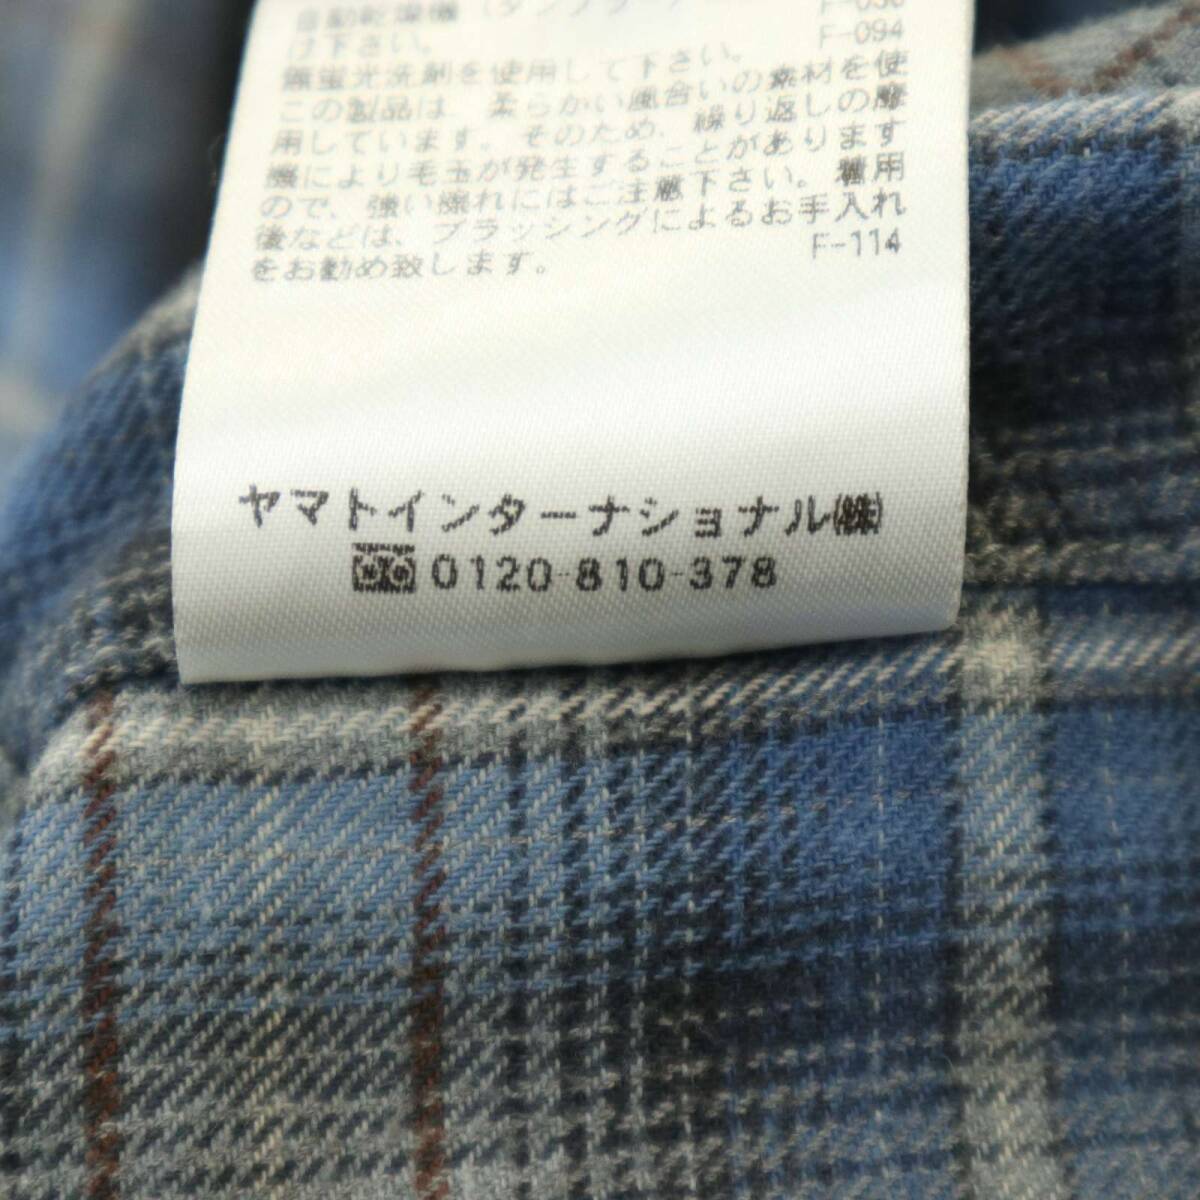 自動乾燥機(タンブラー
F-094
け下さい。
無蛍光洗剤を使用して下さい。
この製品は、柔らかい風合いの素材を使
用しています。そのため、繰り返しの摩
擦により毛玉が発生することがあります
ので、強い擦れにはご注意下さい。着用
後などは、ブラッシングによるお手入れ
をお勧め致します。
F-114
ヤマトインターナショナル㈱
0120-810-378